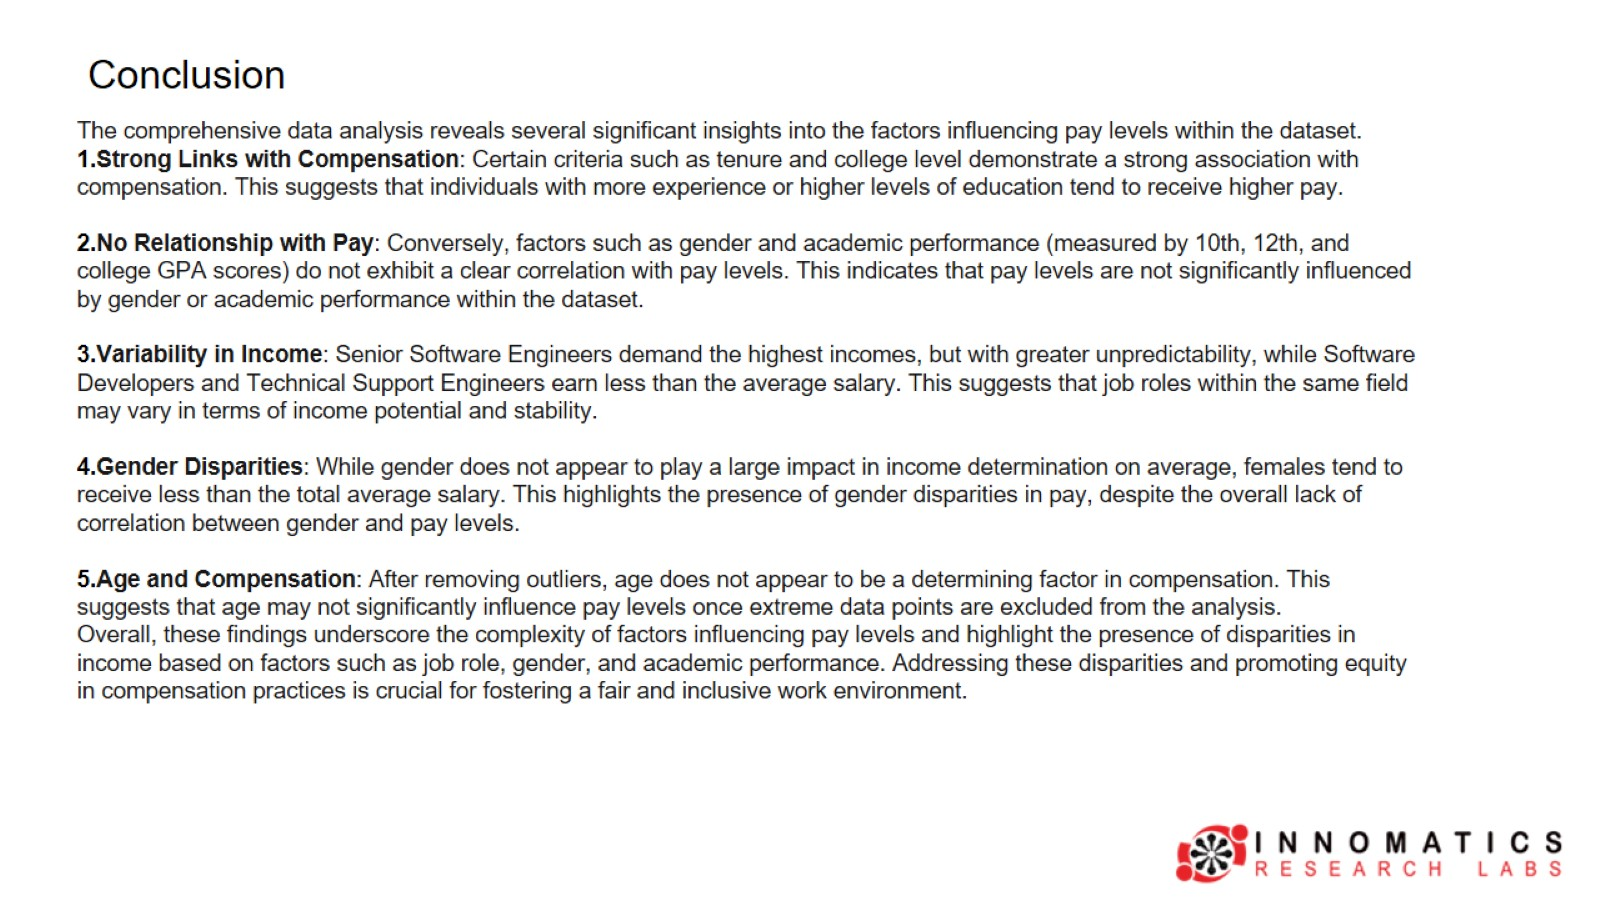 Conclusion
The comprehensive data analysis reveals several significant insights into the factors influencing pay levels within the dataset.
1.Strong Links with Compensation: Certain criteria such as tenure and college level demonstrate a strong association with
compensation. This suggests that individuals with more experience or higher levels of education tend to receive higher pay.
2.No Relationship with Pay: Conversely, factors such as gender and academic performance (measured by 10th, 12th, and
college GPA scores) do not exhibit a clear correlation with pay levels. This indicates that pay levels are not significantly influenced
by gender or academic performance within the dataset.
3.Variability in Income: Senior Software Engineers demand the highest incomes, but with greater unpredictability, while Software
Developers and Technical Support Engineers earn less than the average salary. This suggests that job roles within the same field
may vary in terms of income potential and stability.
4.Gender Disparities: While gender does not appear to play a large impact in income determination on average, females tend to
receive less than the total average salary. This highlights the presence of gender disparities in pay, despite the overall lack of
correlation between gender and pay levels.
5.Age and Compensation: After removing outliers, age does not appear to be a determining factor in compensation. This
suggests that age may not significantly influence pay levels once extreme data points are excluded from the analysis.
Overall, these findings underscore the complexity of factors influencing pay levels and highlight the presence of disparities in
income based on factors such as job role, gender, and academic performance. Addressing these disparities and promoting equity
in compensation practices is crucial for fostering a fair and inclusive work environment.
INNOMATICS
RESEARCH LABS